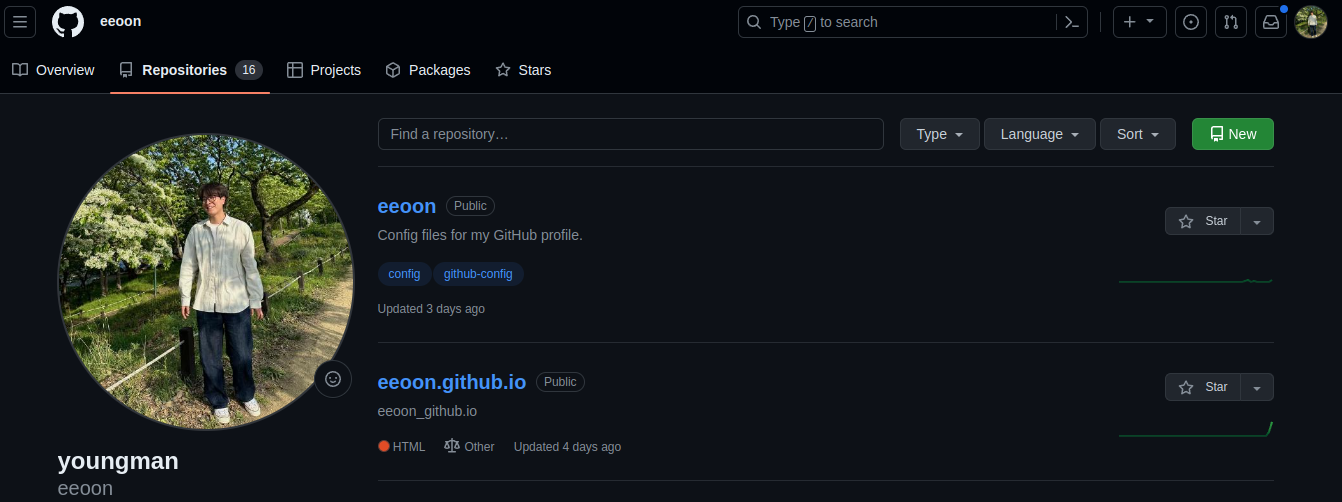 eeoon
Type / to search
Overview
Repositories 16
Projects
Packages
Stars
Find a repository…
Type
Language
Sort
New
eeoon Public
Star
Config files for my GitHub profile.
config github-config
Updated 3 days ago
eeoon.github.io Public
Star
eeoon_github.io
HTML Other Updated 4 days ago
youngman
eeoon